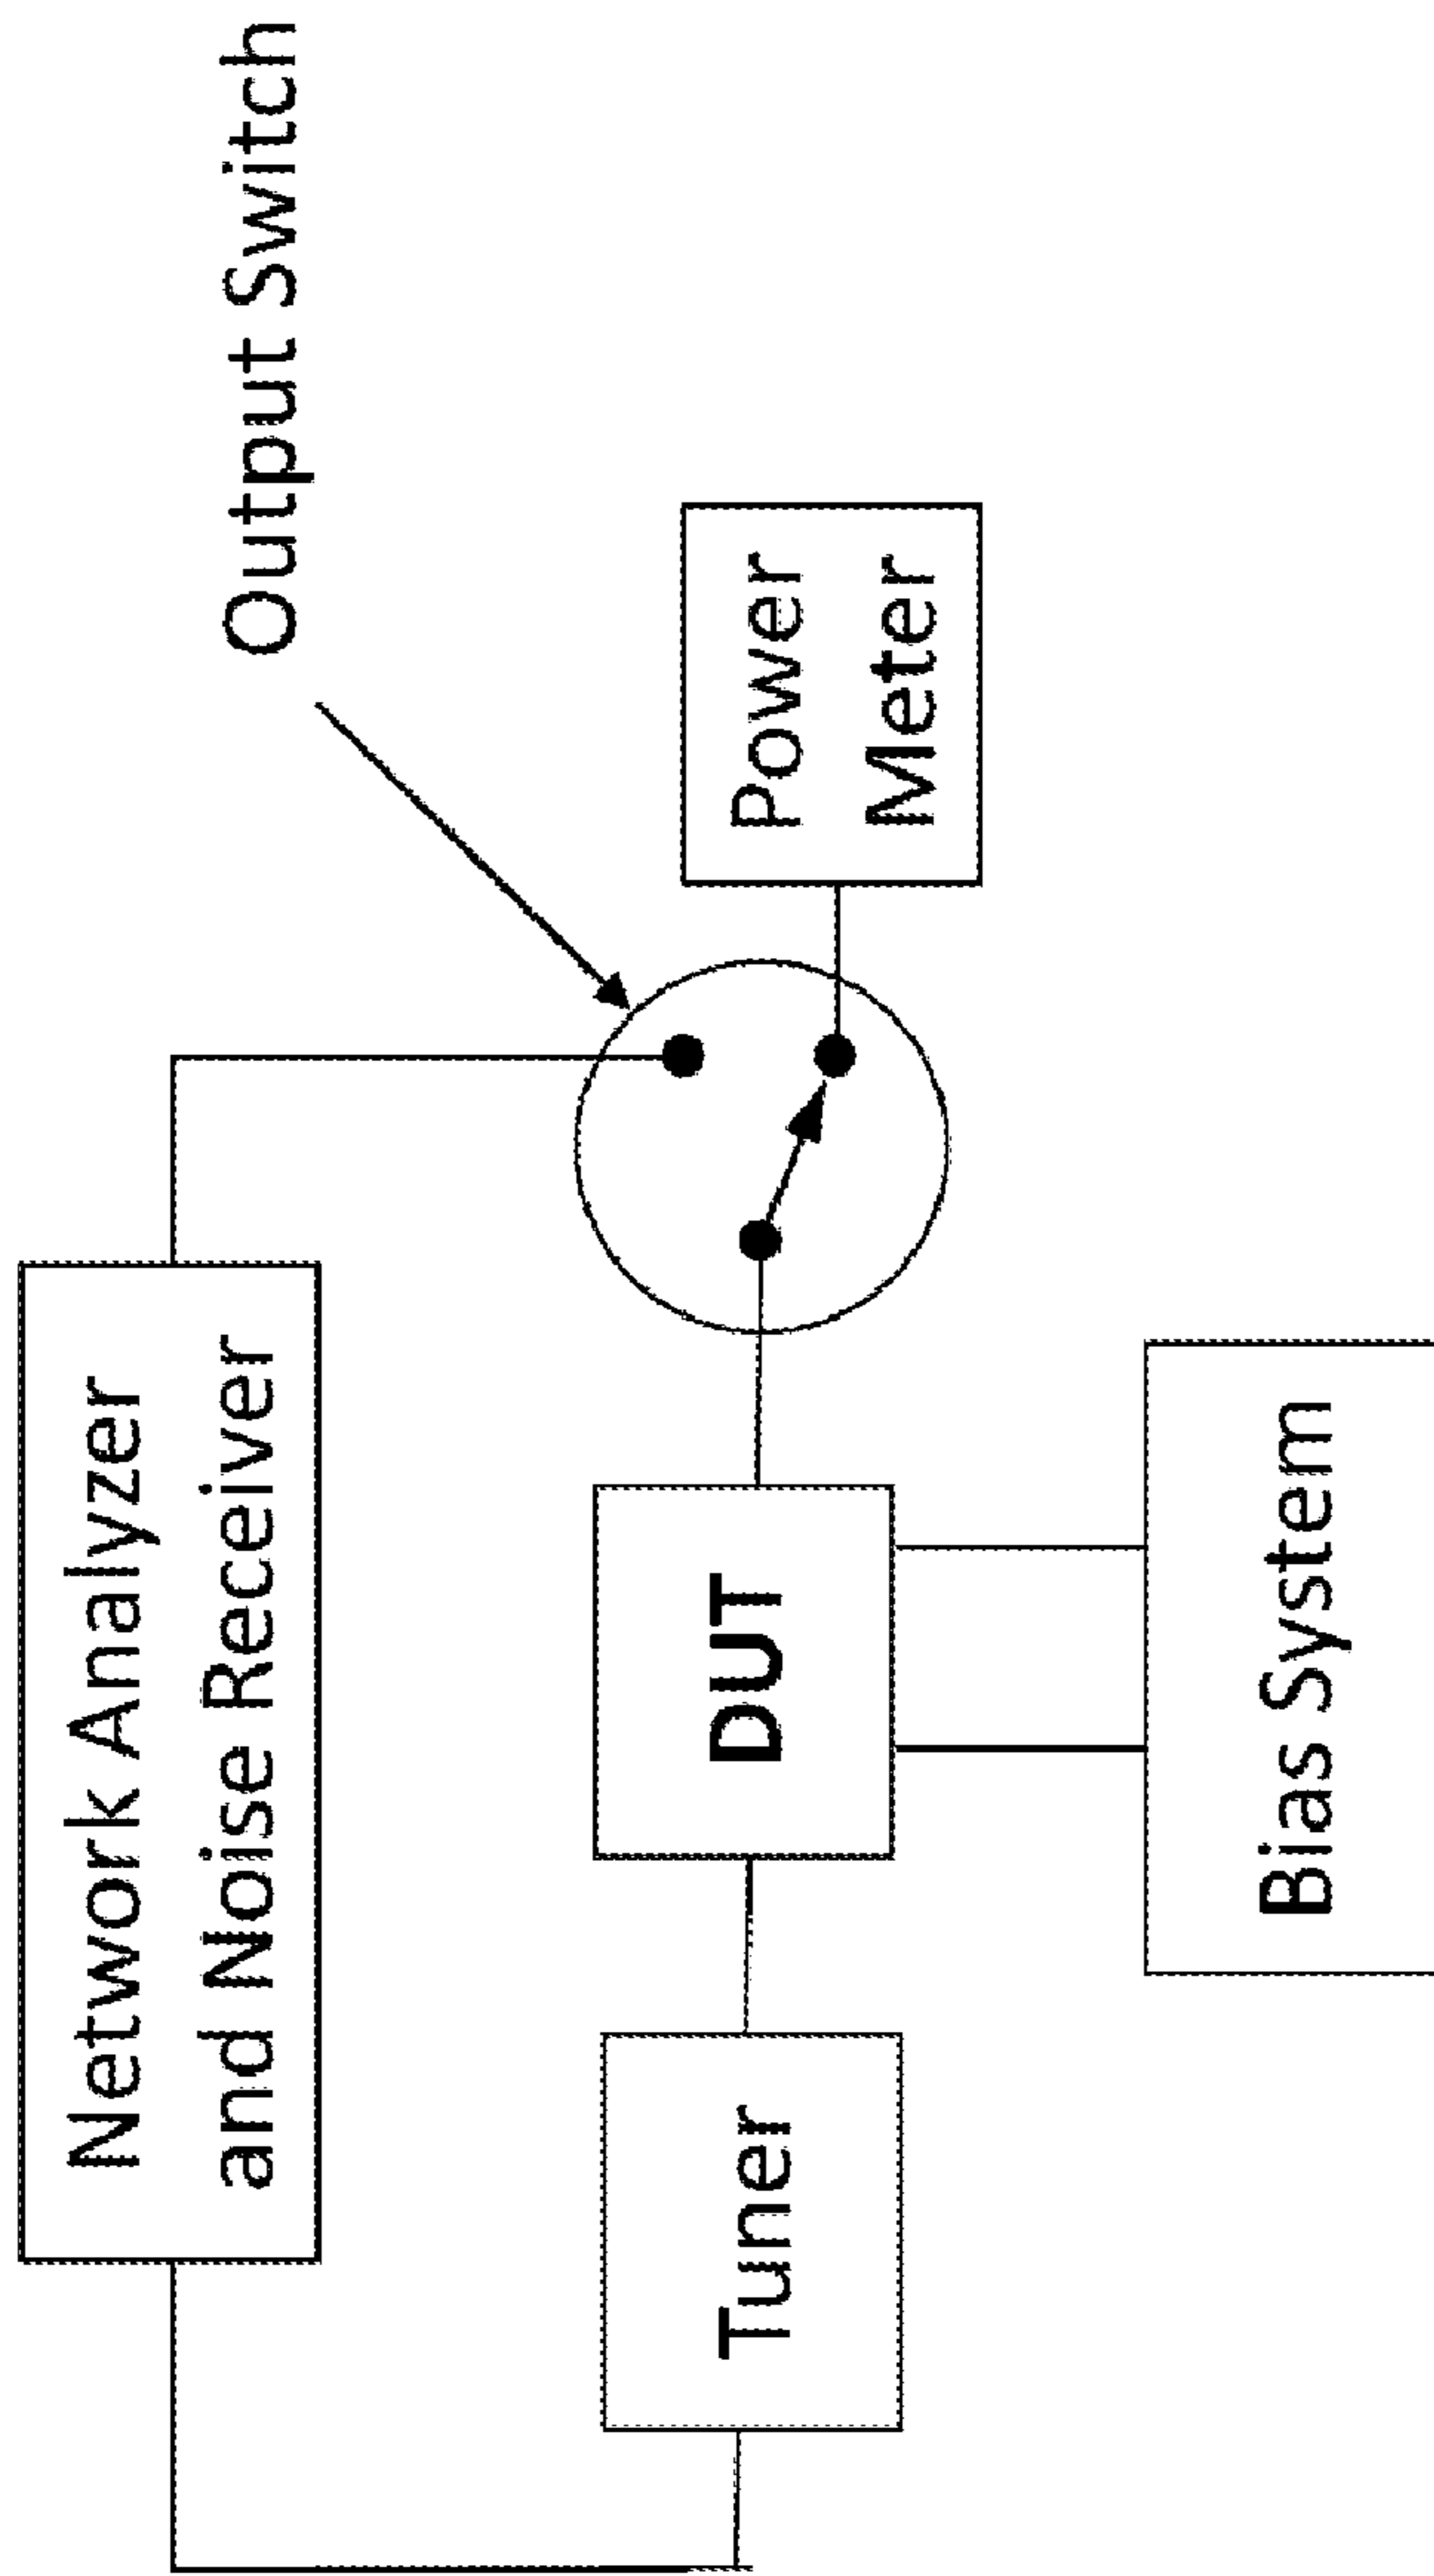 Network Analyzer
and Noise Receiver
Output Switch
Tuner
DUT
Power
Meter
Bias System